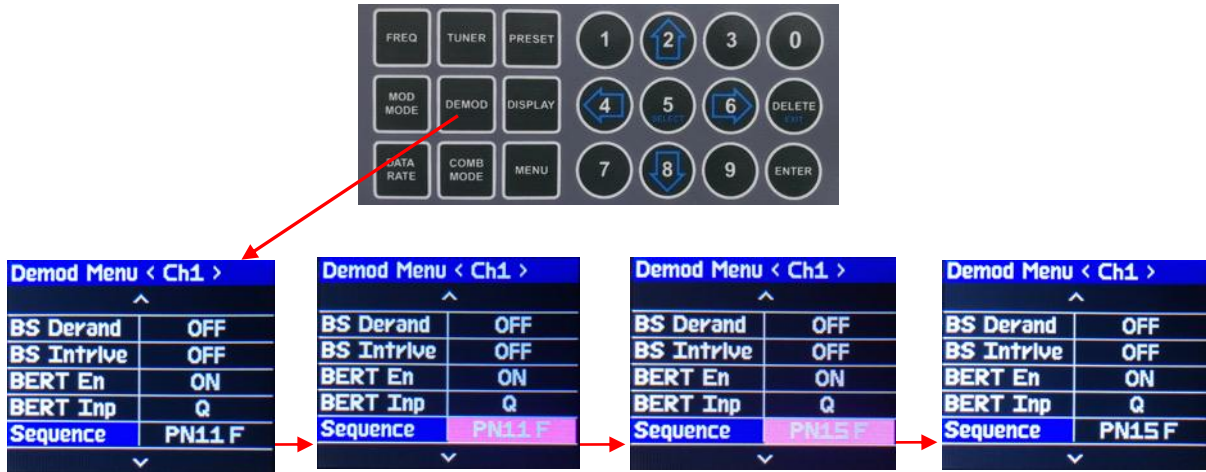 FREQ TUNER PRESET 1 2 3 0
MOD MODE DEMOD DISPLAY 4 5 SELECT 6 DELETE EXIT
DATA RATE COMB MODE MENU 7 8 9 ENTER
Demod Menu < Ch1 >
BS Derand OFF
BS Intrlve OFF
BERT En ON
BERT Inp Q
Sequence PN11 F
Demod Menu < Ch1 >
BS Derand OFF
BS Intrlve OFF
BERT En ON
BERT Inp Q
Sequence PN11 F
Demod Menu < Ch1 >
BS Derand OFF
BS Intrlve OFF
BERT En ON
BERT Inp Q
Sequence PN15 F
Demod Menu < Ch1 >
BS Derand OFF
BS Intrlve OFF
BERT En ON
BERT Inp Q
Sequence PN15 F